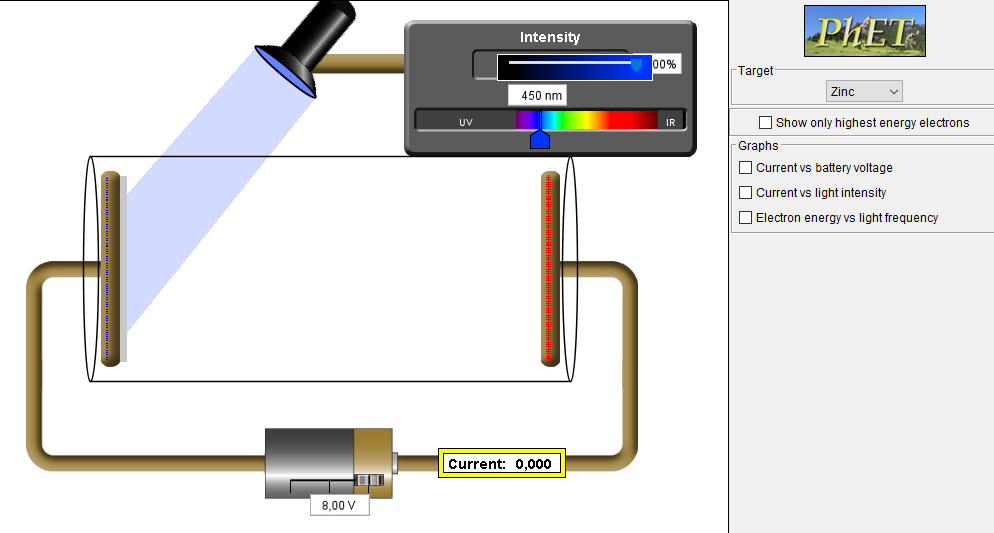 Intensity
00%
450 nm
UV
IR
Current: 0,000
8,00 V
PhET
Target
Zinc
Show only highest energy electrons
Graphs
Current vs battery voltage
Current vs light intensity
Electron energy vs light frequency